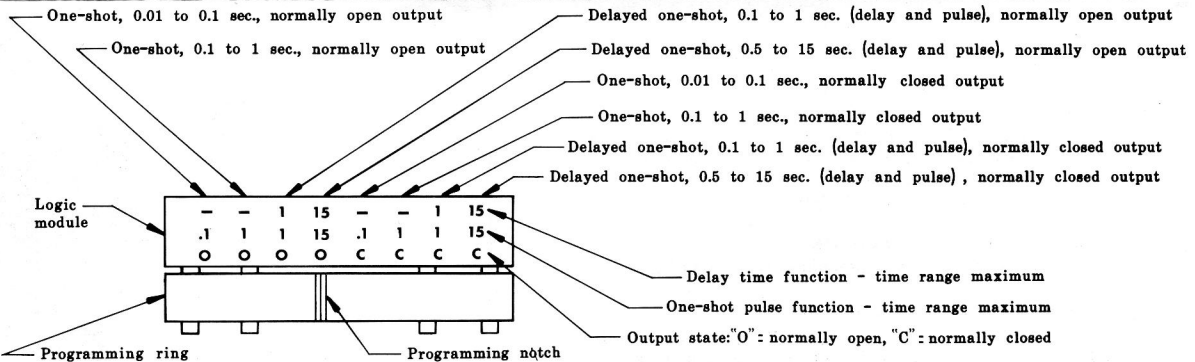 One-shot, 0.01 to 0.1 sec., normally open output
One-shot, 0.1 to 1 sec., normally open output
Delayed one-shot, 0.1 to 1 sec. (delay and pulse), normally open output
Delayed one-shot, 0.5 to 15 sec. (delay and pulse), normally open output
One-shot, 0.01 to 0.1 sec., normally closed output
One-shot, 0.1 to 1 sec., normally closed output
Delayed one-shot, 0.1 to 1 sec. (delay and pulse), normally closed output
Delayed one-shot, 0.5 to 15 sec. (delay and pulse) , normally closed output
Logic
module
– – 1 15 – – 1 15
.1 1 1 15 .1 1 1 15
O O O O C C C C
Delay time function - time range maximum
One-shot pulse function - time range maximum
Output state: "O" = normally open, "C" = normally closed
Programming ring
Programming notch